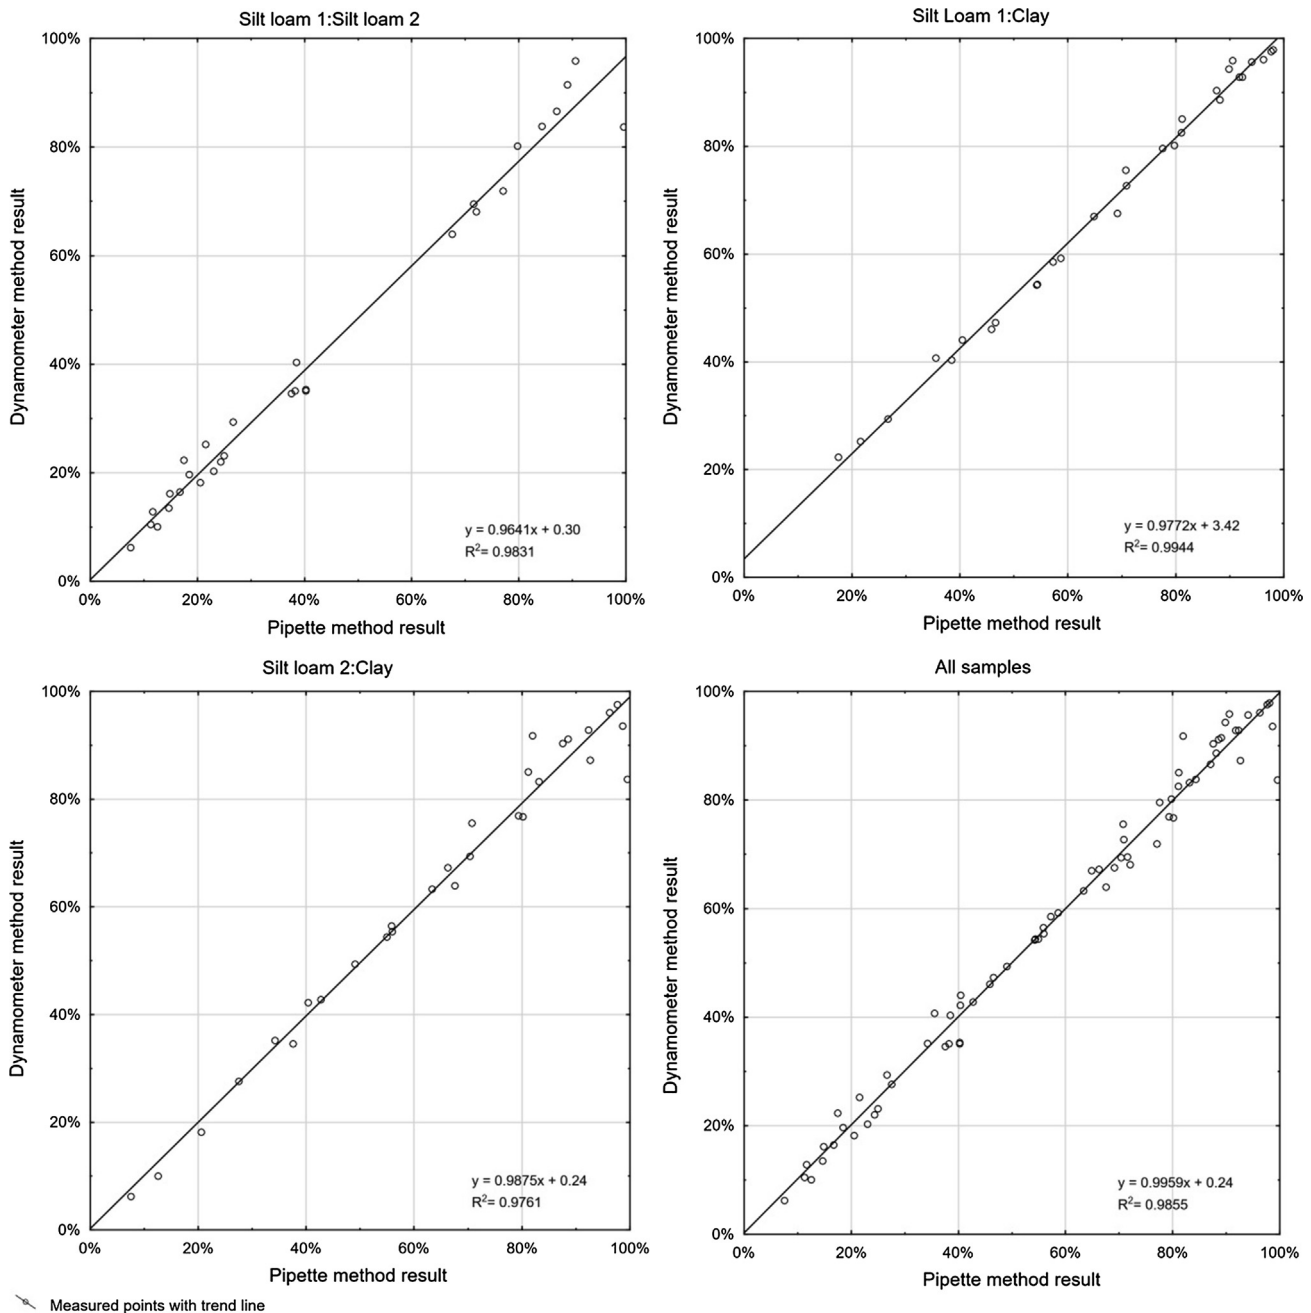 Silt loam 1:Silt loam 2
100%
80%
60%
40%
20%
0%
Dynamometer method result
y = 0.9641x + 0.30
R²= 0.9831
0% 20% 40% 60% 80% 100%
Pipette method result
Silt Loam 1:Clay
100%
80%
60%
40%
20%
0%
Dynamometer method result
y = 0.9772x + 3.42
R²= 0.9944
0% 20% 40% 60% 80% 100%
Pipette method result
Silt loam 2:Clay
100%
80%
60%
40%
20%
0%
Dynamometer method result
y = 0.9875x + 0.24
R²= 0.9761
0% 20% 40% 60% 80% 100%
Pipette method result
All samples
100%
80%
60%
40%
20%
0%
Dynamometer method result
y = 0.9959x + 0.24
R²= 0.9855
0% 20% 40% 60% 80% 100%
Pipette method result
Measured points with trend line